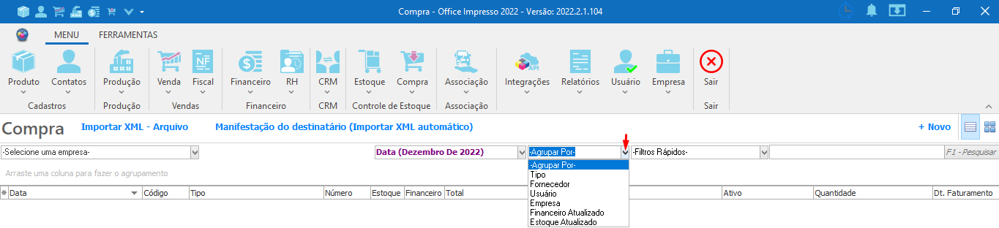 Compra - Office Impresso 2022 - Versão: 2022.2.1.104
MENU FERRAMENTAS
Produto Contatos Produção Venda Fiscal Financeiro RH CRM Estoque Compra Associação Integrações Relatórios Usuário Empresa Sair
Cadastros Produção Vendas Financeiro CRM Controle de Estoque Associação Sair
Compra Importar XML - Arquivo Manifestação do destinatário (Importar XML automático) + Novo
-Selecione uma empresa- Data (Dezembro De 2022) -Agrupar Por- -Filtros Rápidos- F1 - Pesquisar
-Agrupar Por-
Tipo
Fornecedor
Usuário
Empresa
Financeiro Atualizado
Estoque Atualizado
Arraste uma coluna para fazer o agrupamento
Data Código Tipo Número Estoque Financeiro Total Ativo Quantidade Dt. Faturamento